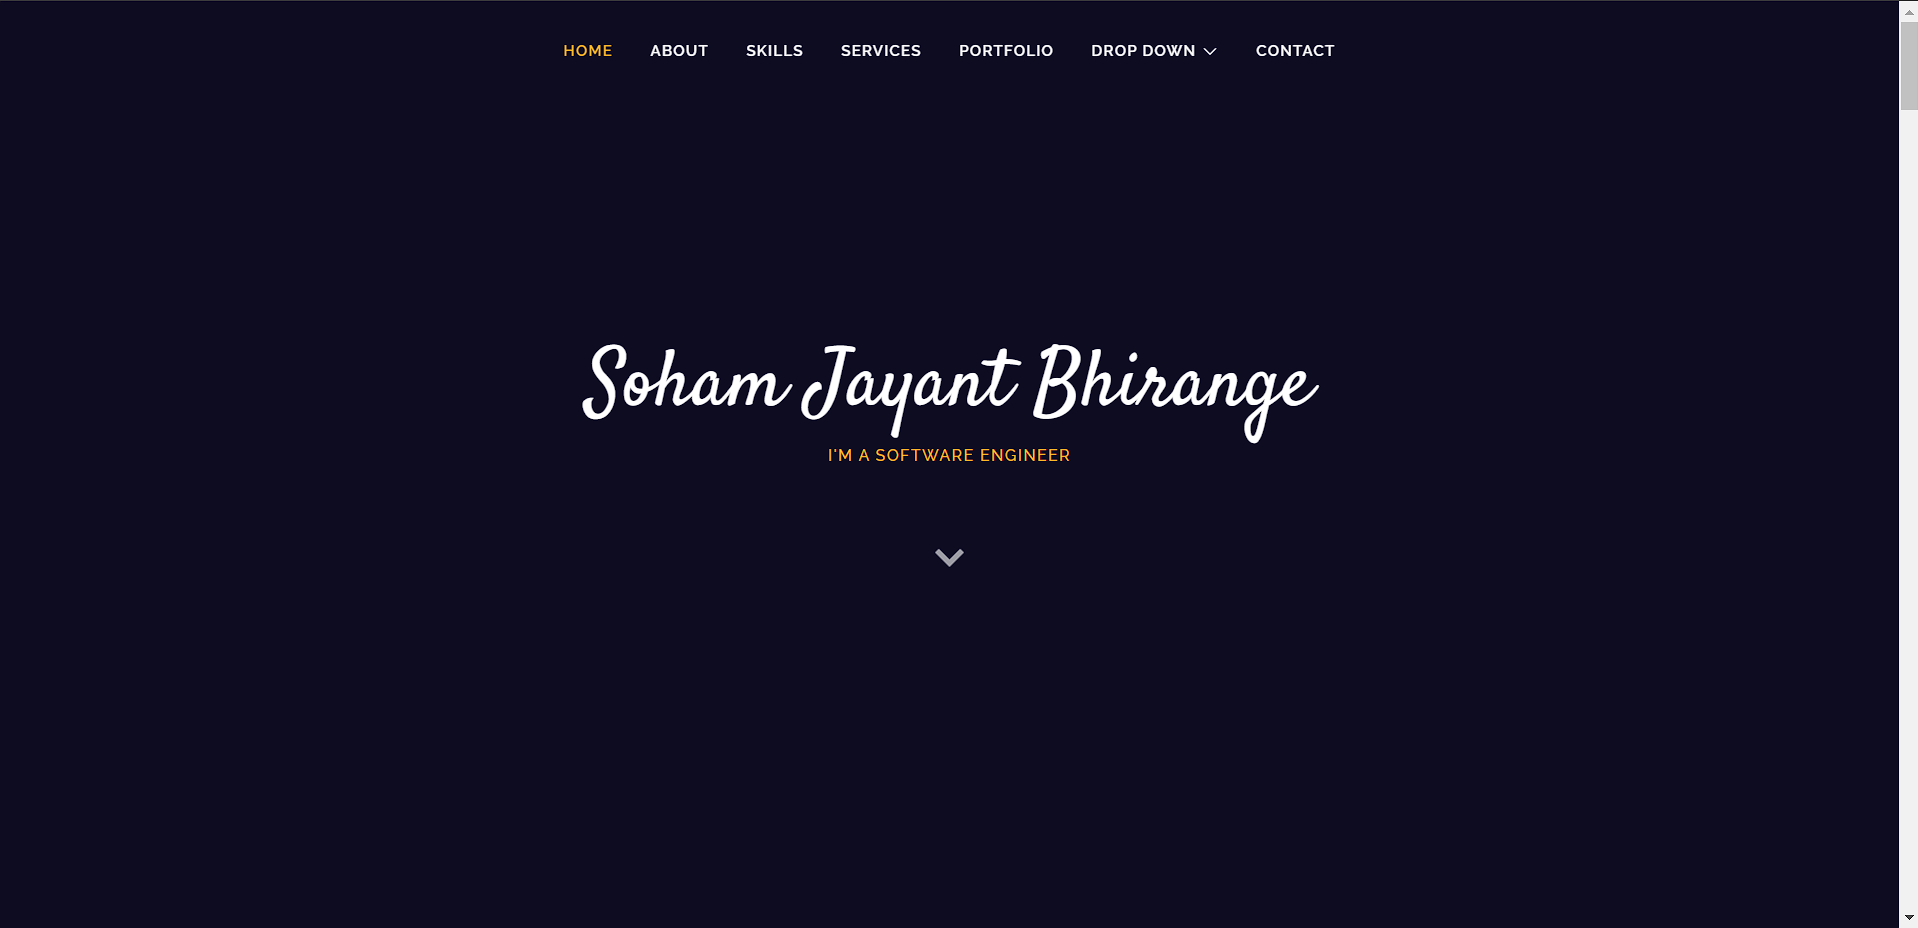 HOME ABOUT SKILLS SERVICES PORTFOLIO DROP DOWN CONTACT
Soham Jayant Bhirange
I'M A SOFTWARE ENGINEER